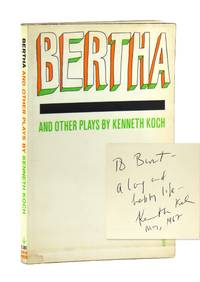 BERTHA AND OTHER PLAYS BY KENNETH KOCH
BERTHA
AND OTHER PLAYS BY KENNETH KOCH
To Burt—
A long and
happy life—
Kenneth Koch